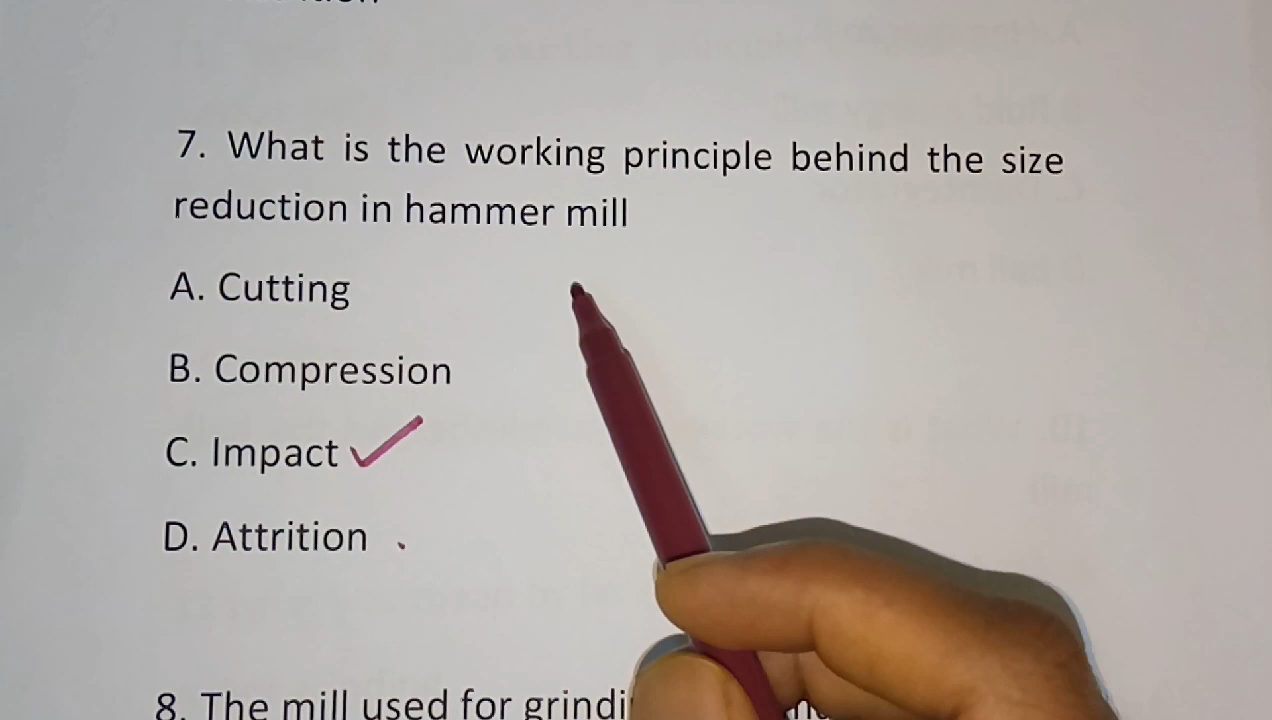 7. What is the working principle behind the size
reduction in hammer mill
A. Cutting
B. Compression
C. Impact
D. Attrition
8. The mill used for